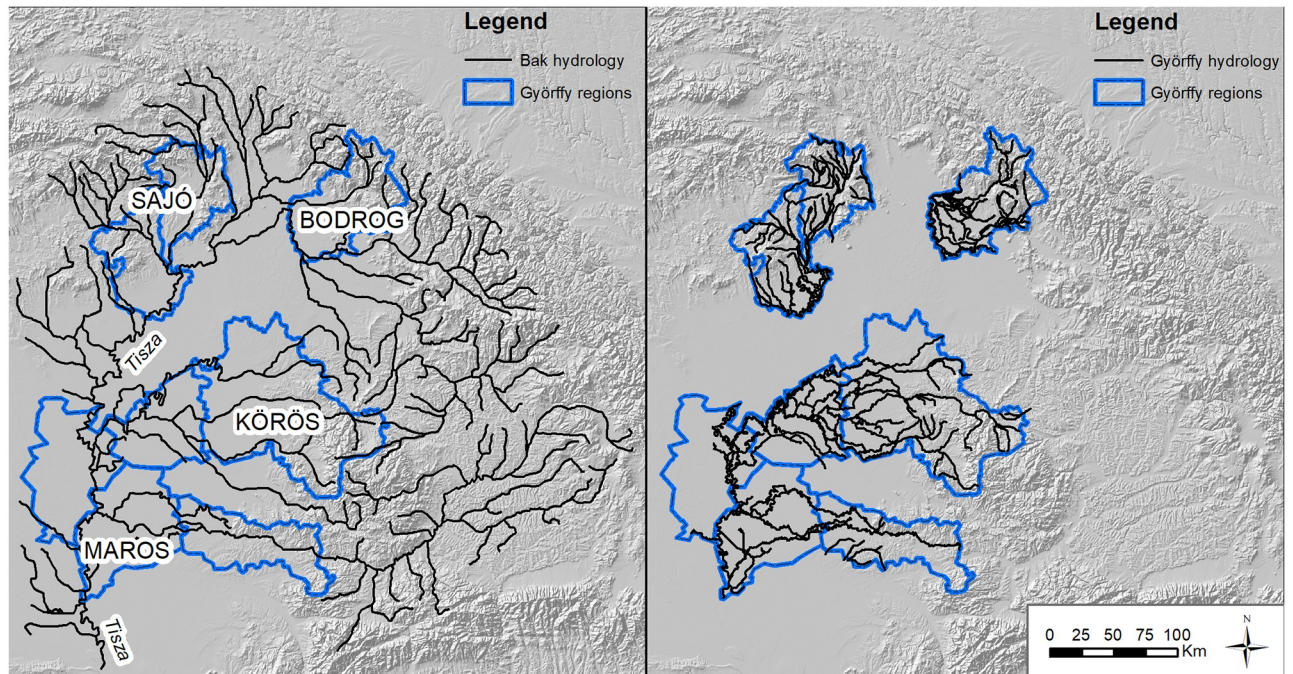 Legend
Bak hydrology
Györffy regions
SAJÓ
BODROG
Tisza
KÖRÖS
MAROS
Tisza
Legend
Györffy hydrology
Györffy regions
N
0 25 50 75 100
Km